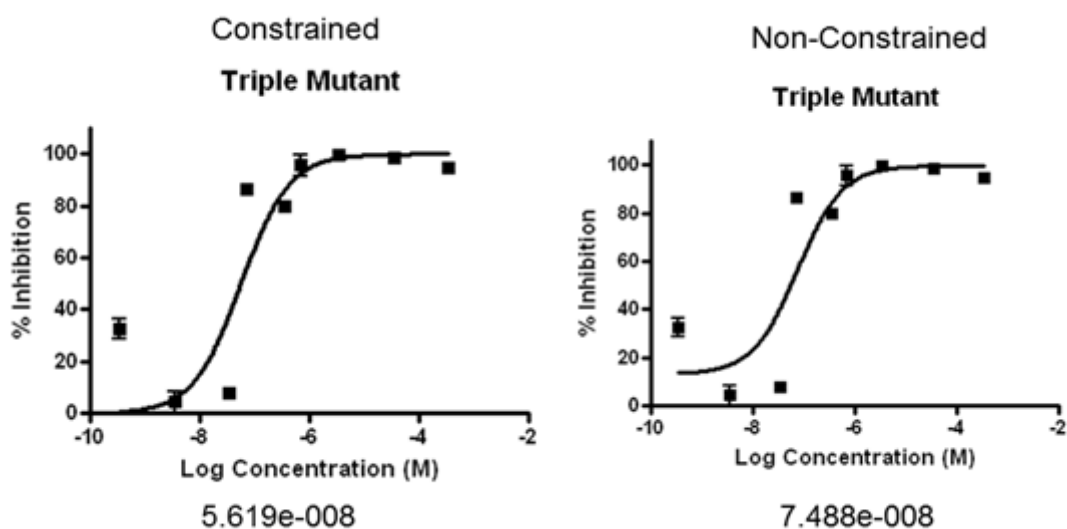 Constrained
Triple Mutant
% Inhibition
100
80
60
40
20
0
-10
-8
-6
-4
-2
Log Concentration (M)
5.619e-008
Non-Constrained
Triple Mutant
% Inhibition
100
80
60
40
20
0
-10
-8
-6
-4
-2
Log Concentration (M)
7.488e-008